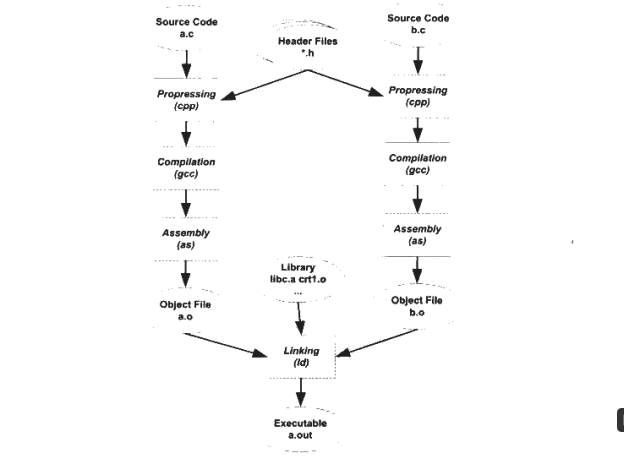 Source Code
a.c
Header Files
*.h
Source Code
b.c
Propressing
(cpp)
Propressing
(cpp)
Compilation
(gcc)
Compilation
(gcc)
Assembly
(as)
Assembly
(as)
Library
libc.a crt1.o
...
Object File
a.o
Object File
b.o
Linking
(ld)
Executable
a.out